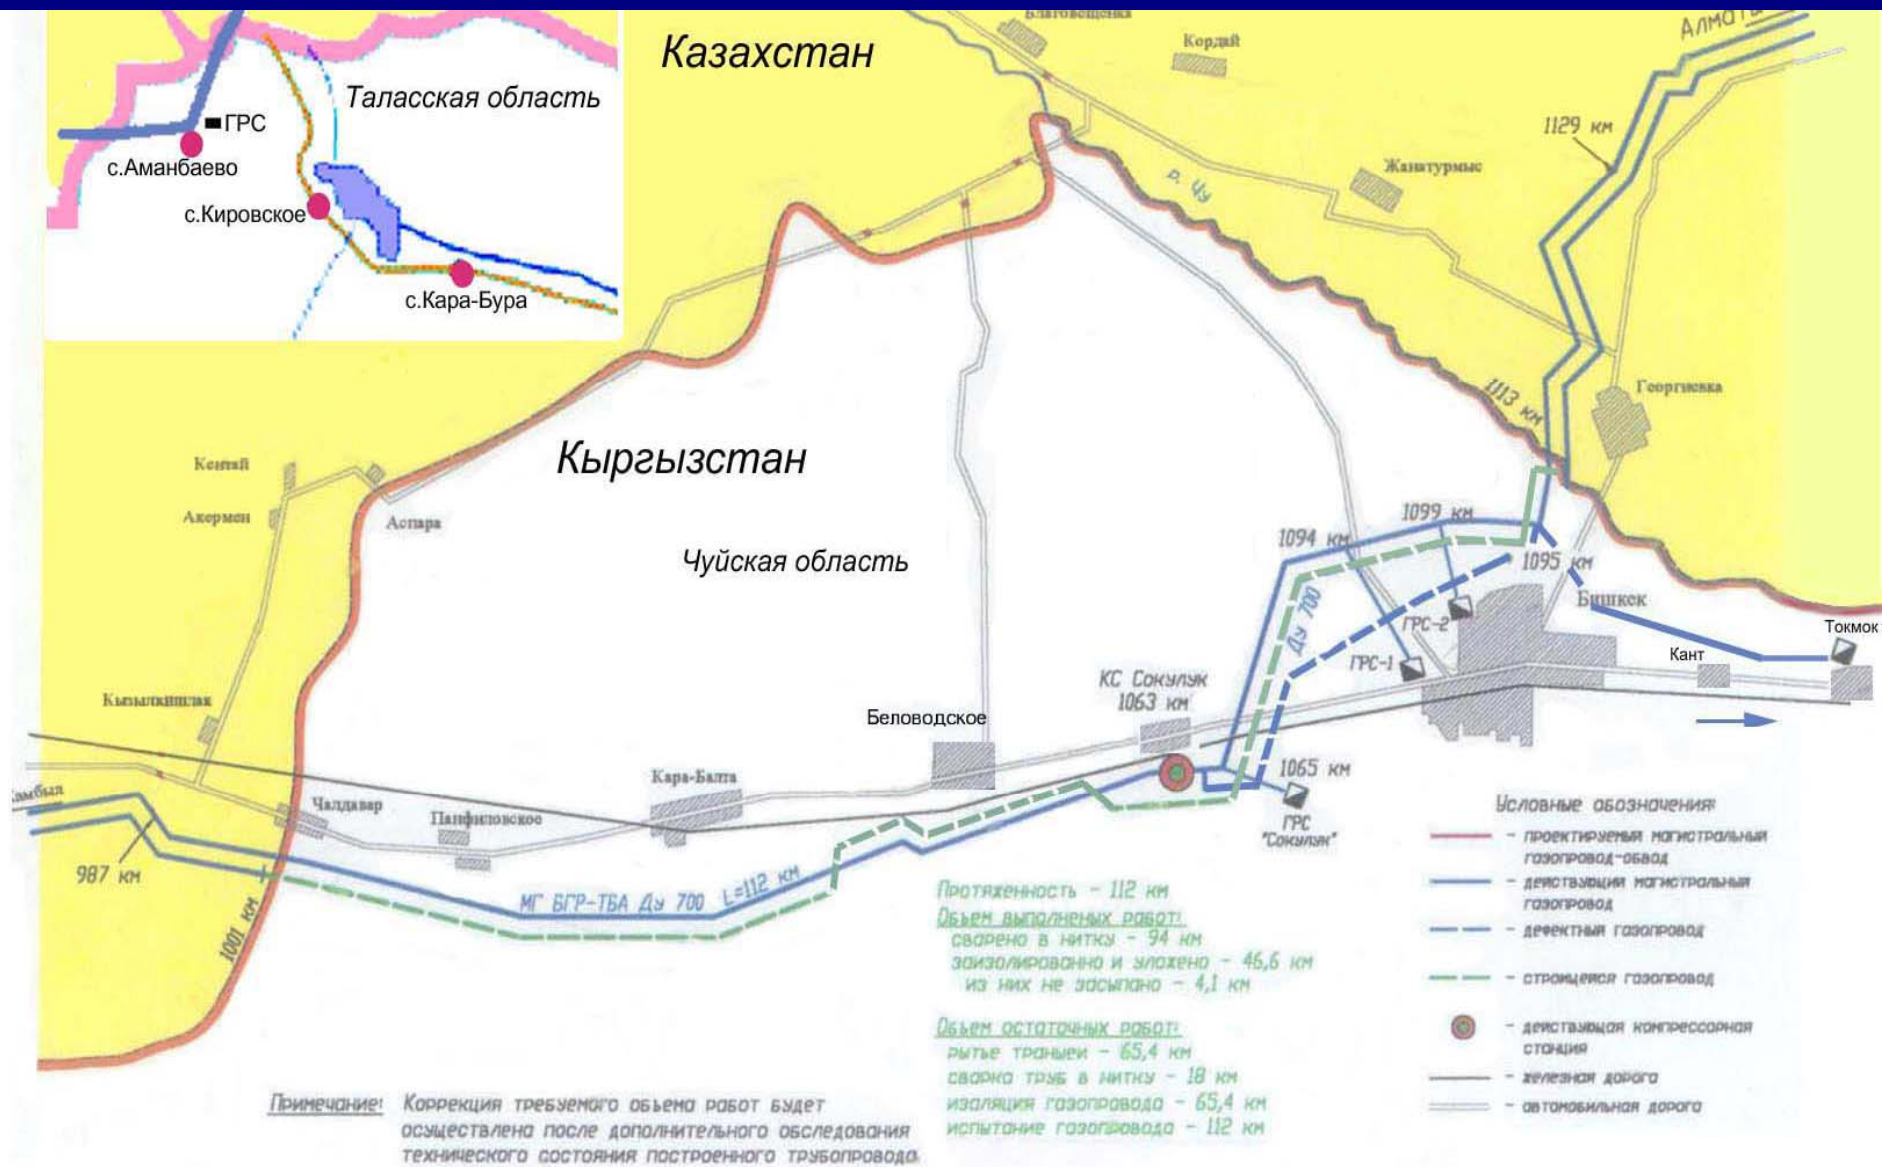 Благовещенка
Казахстан
Кордай
Алматы
Таласская область
ГРС
с.Аманбаево
с.Кировское
с.Кара-Бура
1129 км
Жанатурмыс
р. Чу
Георгиевка
1113 км
Кыргызстан
Кентай
Акермен
Аспара
Чуйская область
1099 км
1094 км
1095 км
Ду 700
Бишкек
ГРС-2
ГРС-1
Токмок
Кант
КС Сокулук
1063 км
Беловодское
Кызылкишлак
Кара-Балта
1065 км
ГРС
"Сокулук"
Чалдавар
Панфиловское
987 км
1001 км
МГ БГР-ТБА Ду 700 L=112 км
Протяженность - 112 км
Объем выполненых работ:
сварено в нитку - 94 км
заизолированно и уложено - 46,6 км
из них не засыпано - 4,1 км
Объем остаточных работ:
рытье траншеи - 65,4 км
сварка труб в нитку - 18 км
изоляция газопровода - 65,4 км
испытание газопровода - 112 км
Условные обозначения:
- проектируемый магистральный
газопровод-обвод
- действующий магистральный
газопровод
- дефектный газопровод
- строющейся газопровод
- действующая компрессорная
станция
- железная дорога
- автомобильная дорога
Примечание: Коррекция требуемого объема работ будет
осуществлена после дополнительного обследования
технического состояния построенного трубопровода.